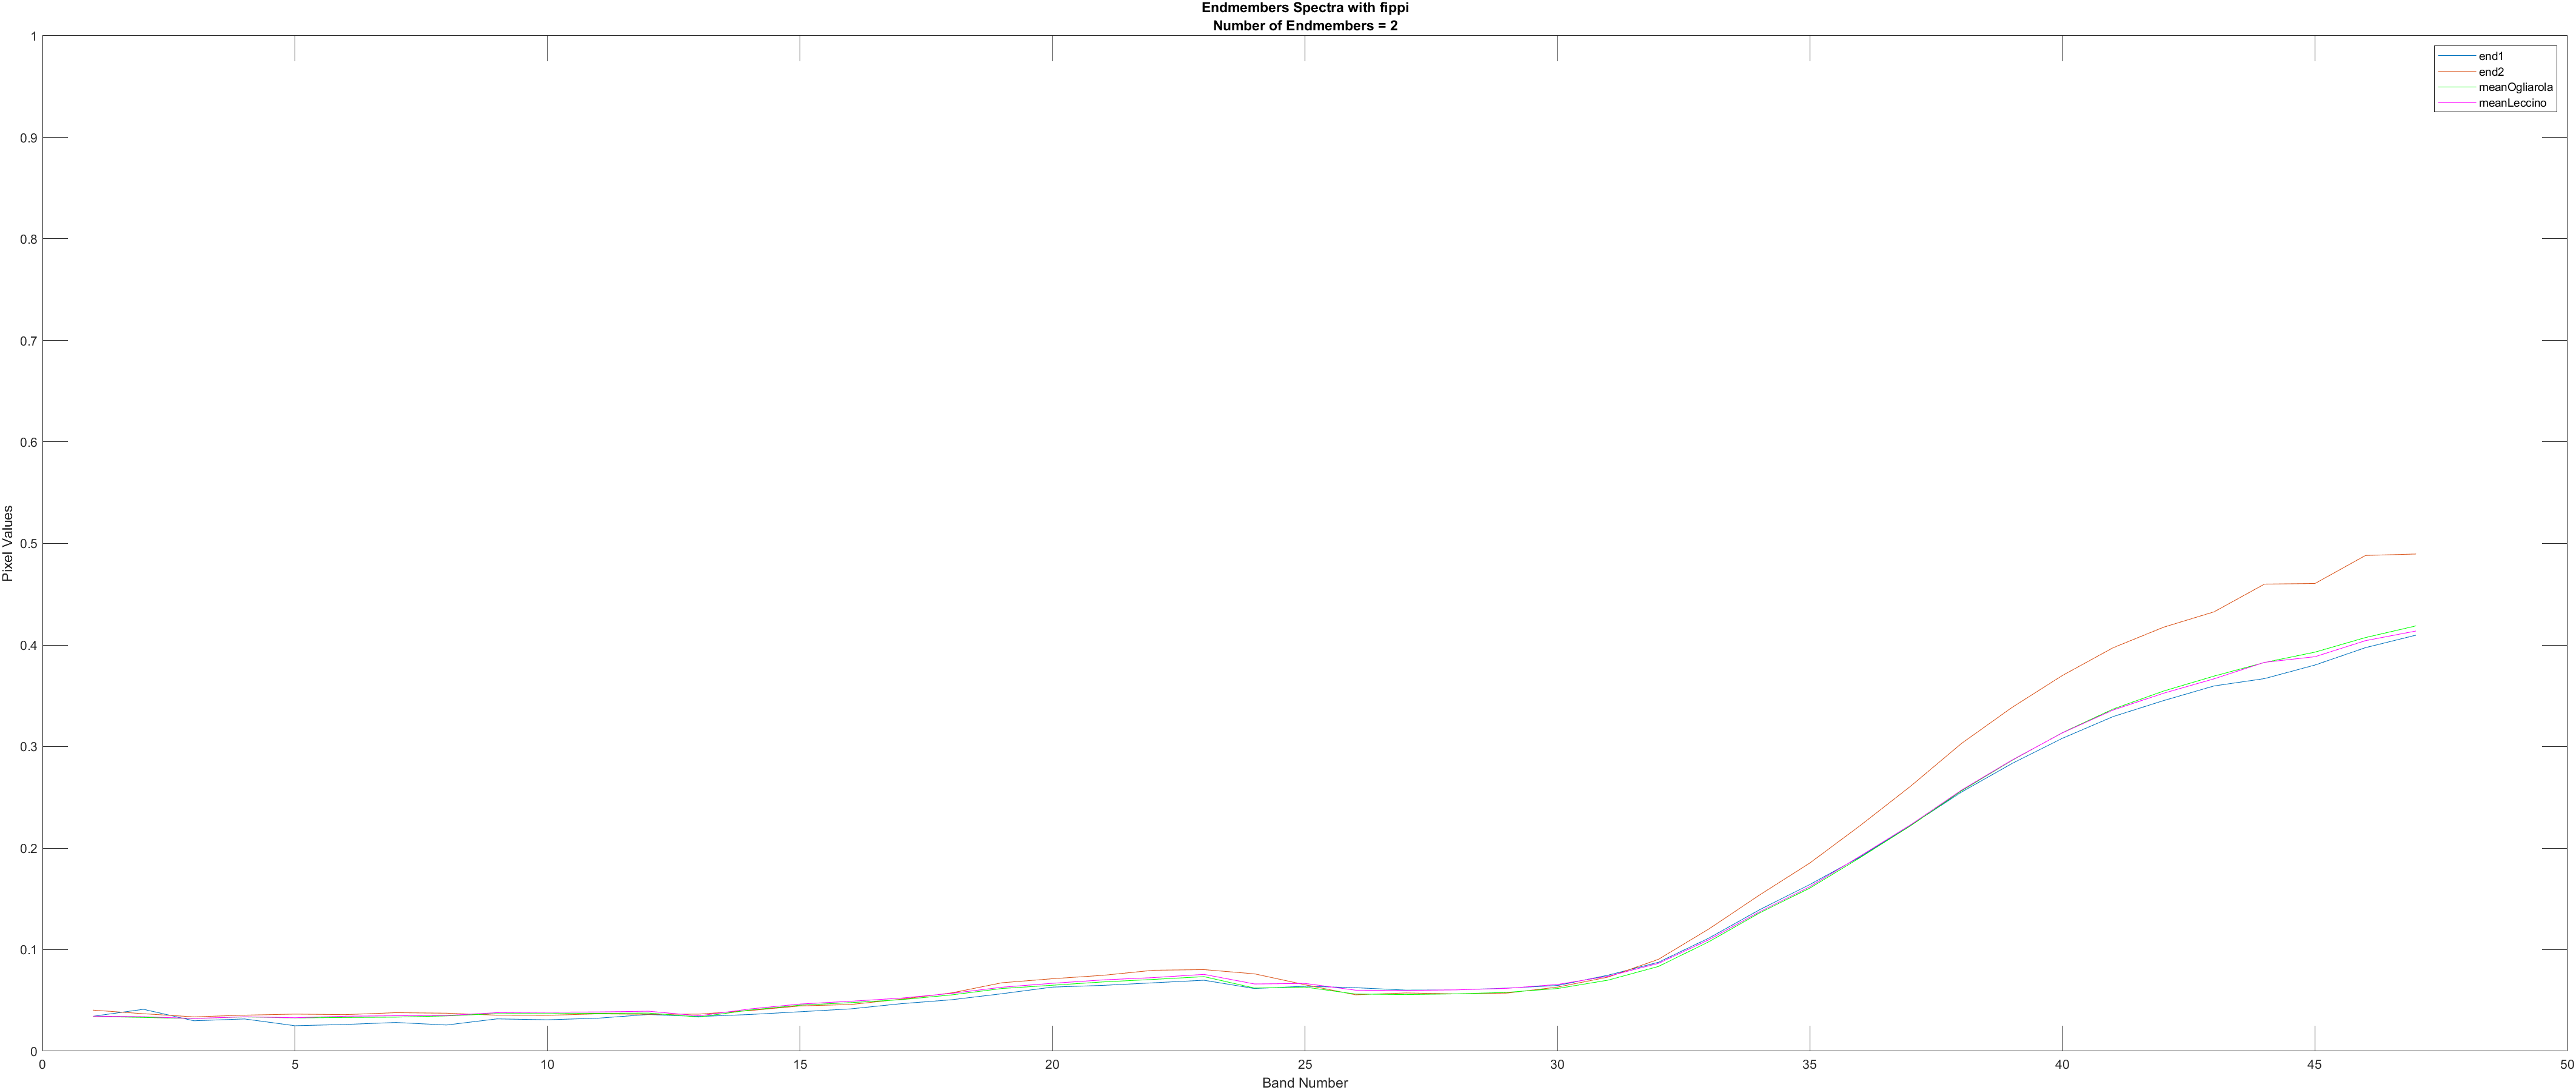 Endmembers Spectra with fippi
Number of Endmembers = 2
1
0.9
0.8
0.7
0.6
0.5
0.4
0.3
0.2
0.1
0
Pixel Values
end1
end2
meanOgliarola
meanLeccino
0 5 10 15 20 25 30 35 40 45 50
Band Number